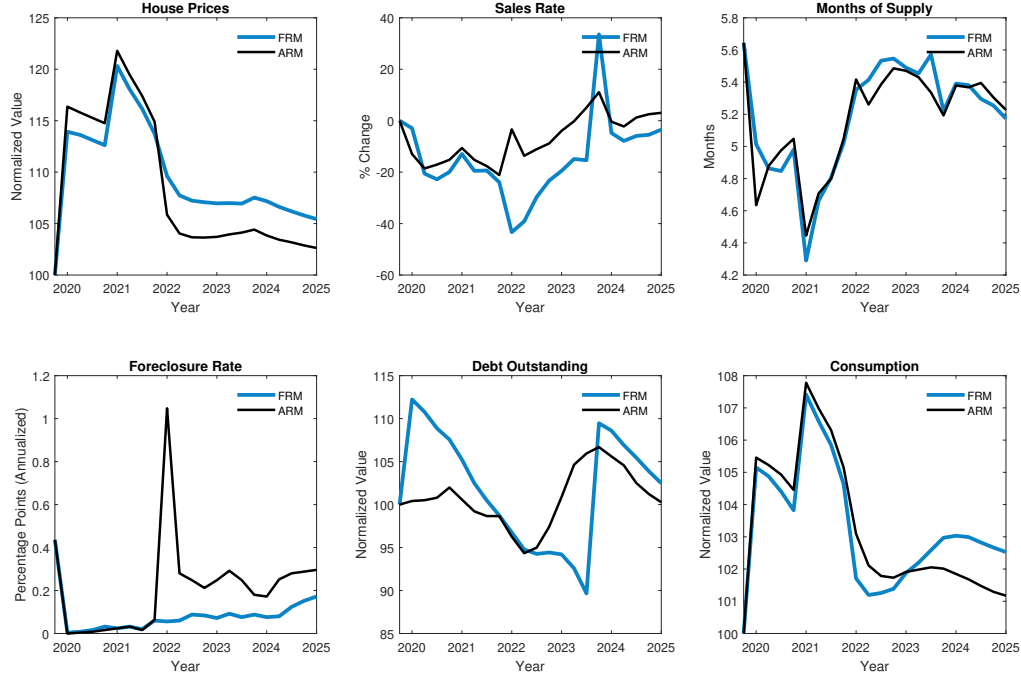 House Prices
Normalized Value
125
120
115
110
105
100
FRM
ARM
2020 2021 2022 2023 2024 2025
Year
Sales Rate
% Change
40
20
0
-20
-40
-60
FRM
ARM
2020 2021 2022 2023 2024 2025
Year
Months of Supply
Months
5.8
5.6
5.4
5.2
5
4.8
4.6
4.4
4.2
FRM
ARM
2020 2021 2022 2023 2024 2025
Year
Foreclosure Rate
Percentage Points (Annualized)
1.2
1
0.8
0.6
0.4
0.2
0
FRM
ARM
2020 2021 2022 2023 2024 2025
Year
Debt Outstanding
Normalized Value
115
110
105
100
95
90
85
FRM
ARM
2020 2021 2022 2023 2024 2025
Year
Consumption
Normalized Value
108
107
106
105
104
103
102
101
100
FRM
ARM
2020 2021 2022 2023 2024 2025
Year